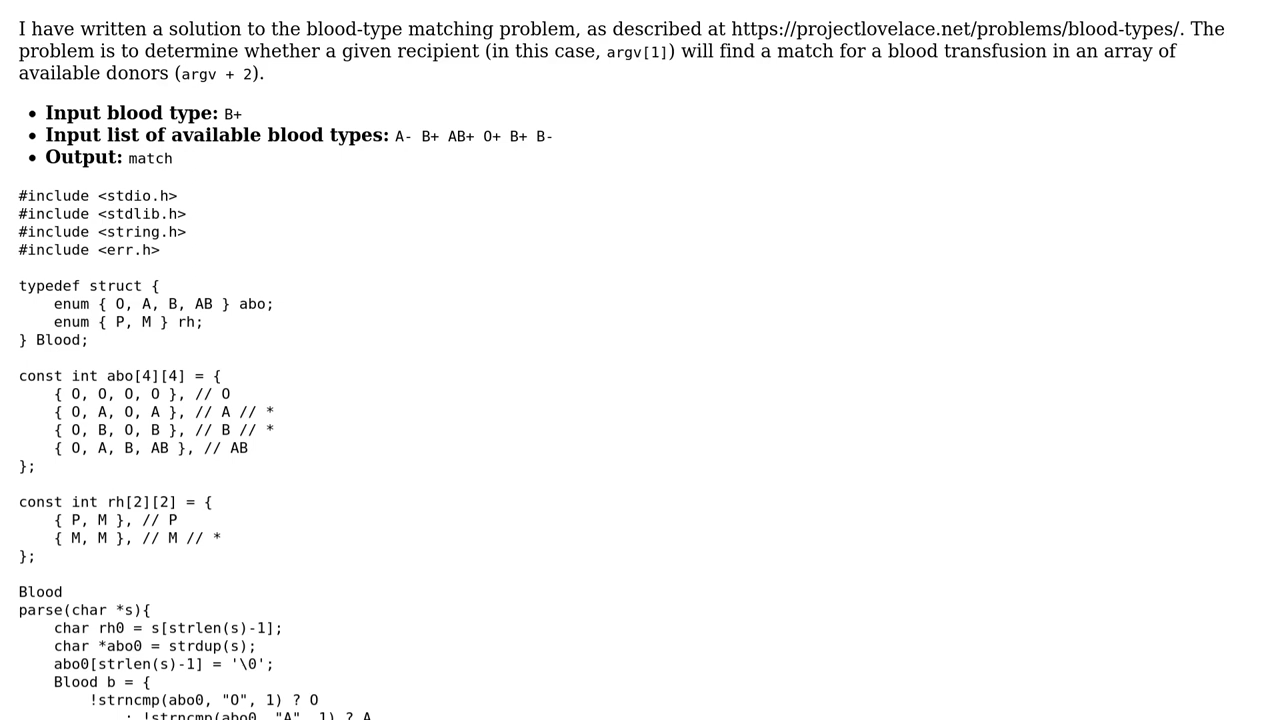 I have written a solution to the blood-type matching problem, as described at https://projectlovelace.net/problems/blood-types/. The
problem is to determine whether a given recipient (in this case, argv[1]) will find a match for a blood transfusion in an array of
available donors (argv + 2).
• Input blood type: B+
• Input list of available blood types: A- B+ AB+ O+ B+ B-
• Output: match
#include <stdio.h>
#include <stdlib.h>
#include <string.h>
#include <err.h>
typedef struct {
    enum { O, A, B, AB } abo;
    enum { P, M } rh;
} Blood;
const int abo[4][4] = {
    { O, O, O, O }, // O
    { O, A, O, A }, // A // *
    { O, B, O, B }, // B // *
    { O, A, B, AB }, // AB
};
const int rh[2][2] = {
    { P, M }, // P
    { M, M }, // M // *
};
Blood
parse(char *s){
    char rh0 = s[strlen(s)-1];
    char *abo0 = strdup(s);
    abo0[strlen(s)-1] = '\0';
    Blood b = {
        !strncmp(abo0, "O", 1) ? O
            : !strncmp(abo0, "A", 1) ? A